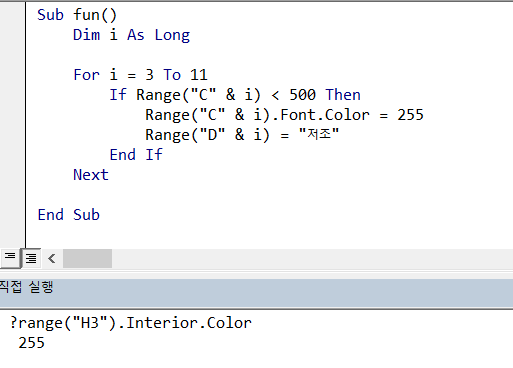 Sub fun()
Dim i As Long
For i = 3 To 11
If Range("C" & i) < 500 Then
Range("C" & i).Font.Color = 255
Range("D" & i) = "저조"
End If
Next
End Sub
직접 실행
?range("H3").Interior.Color
255